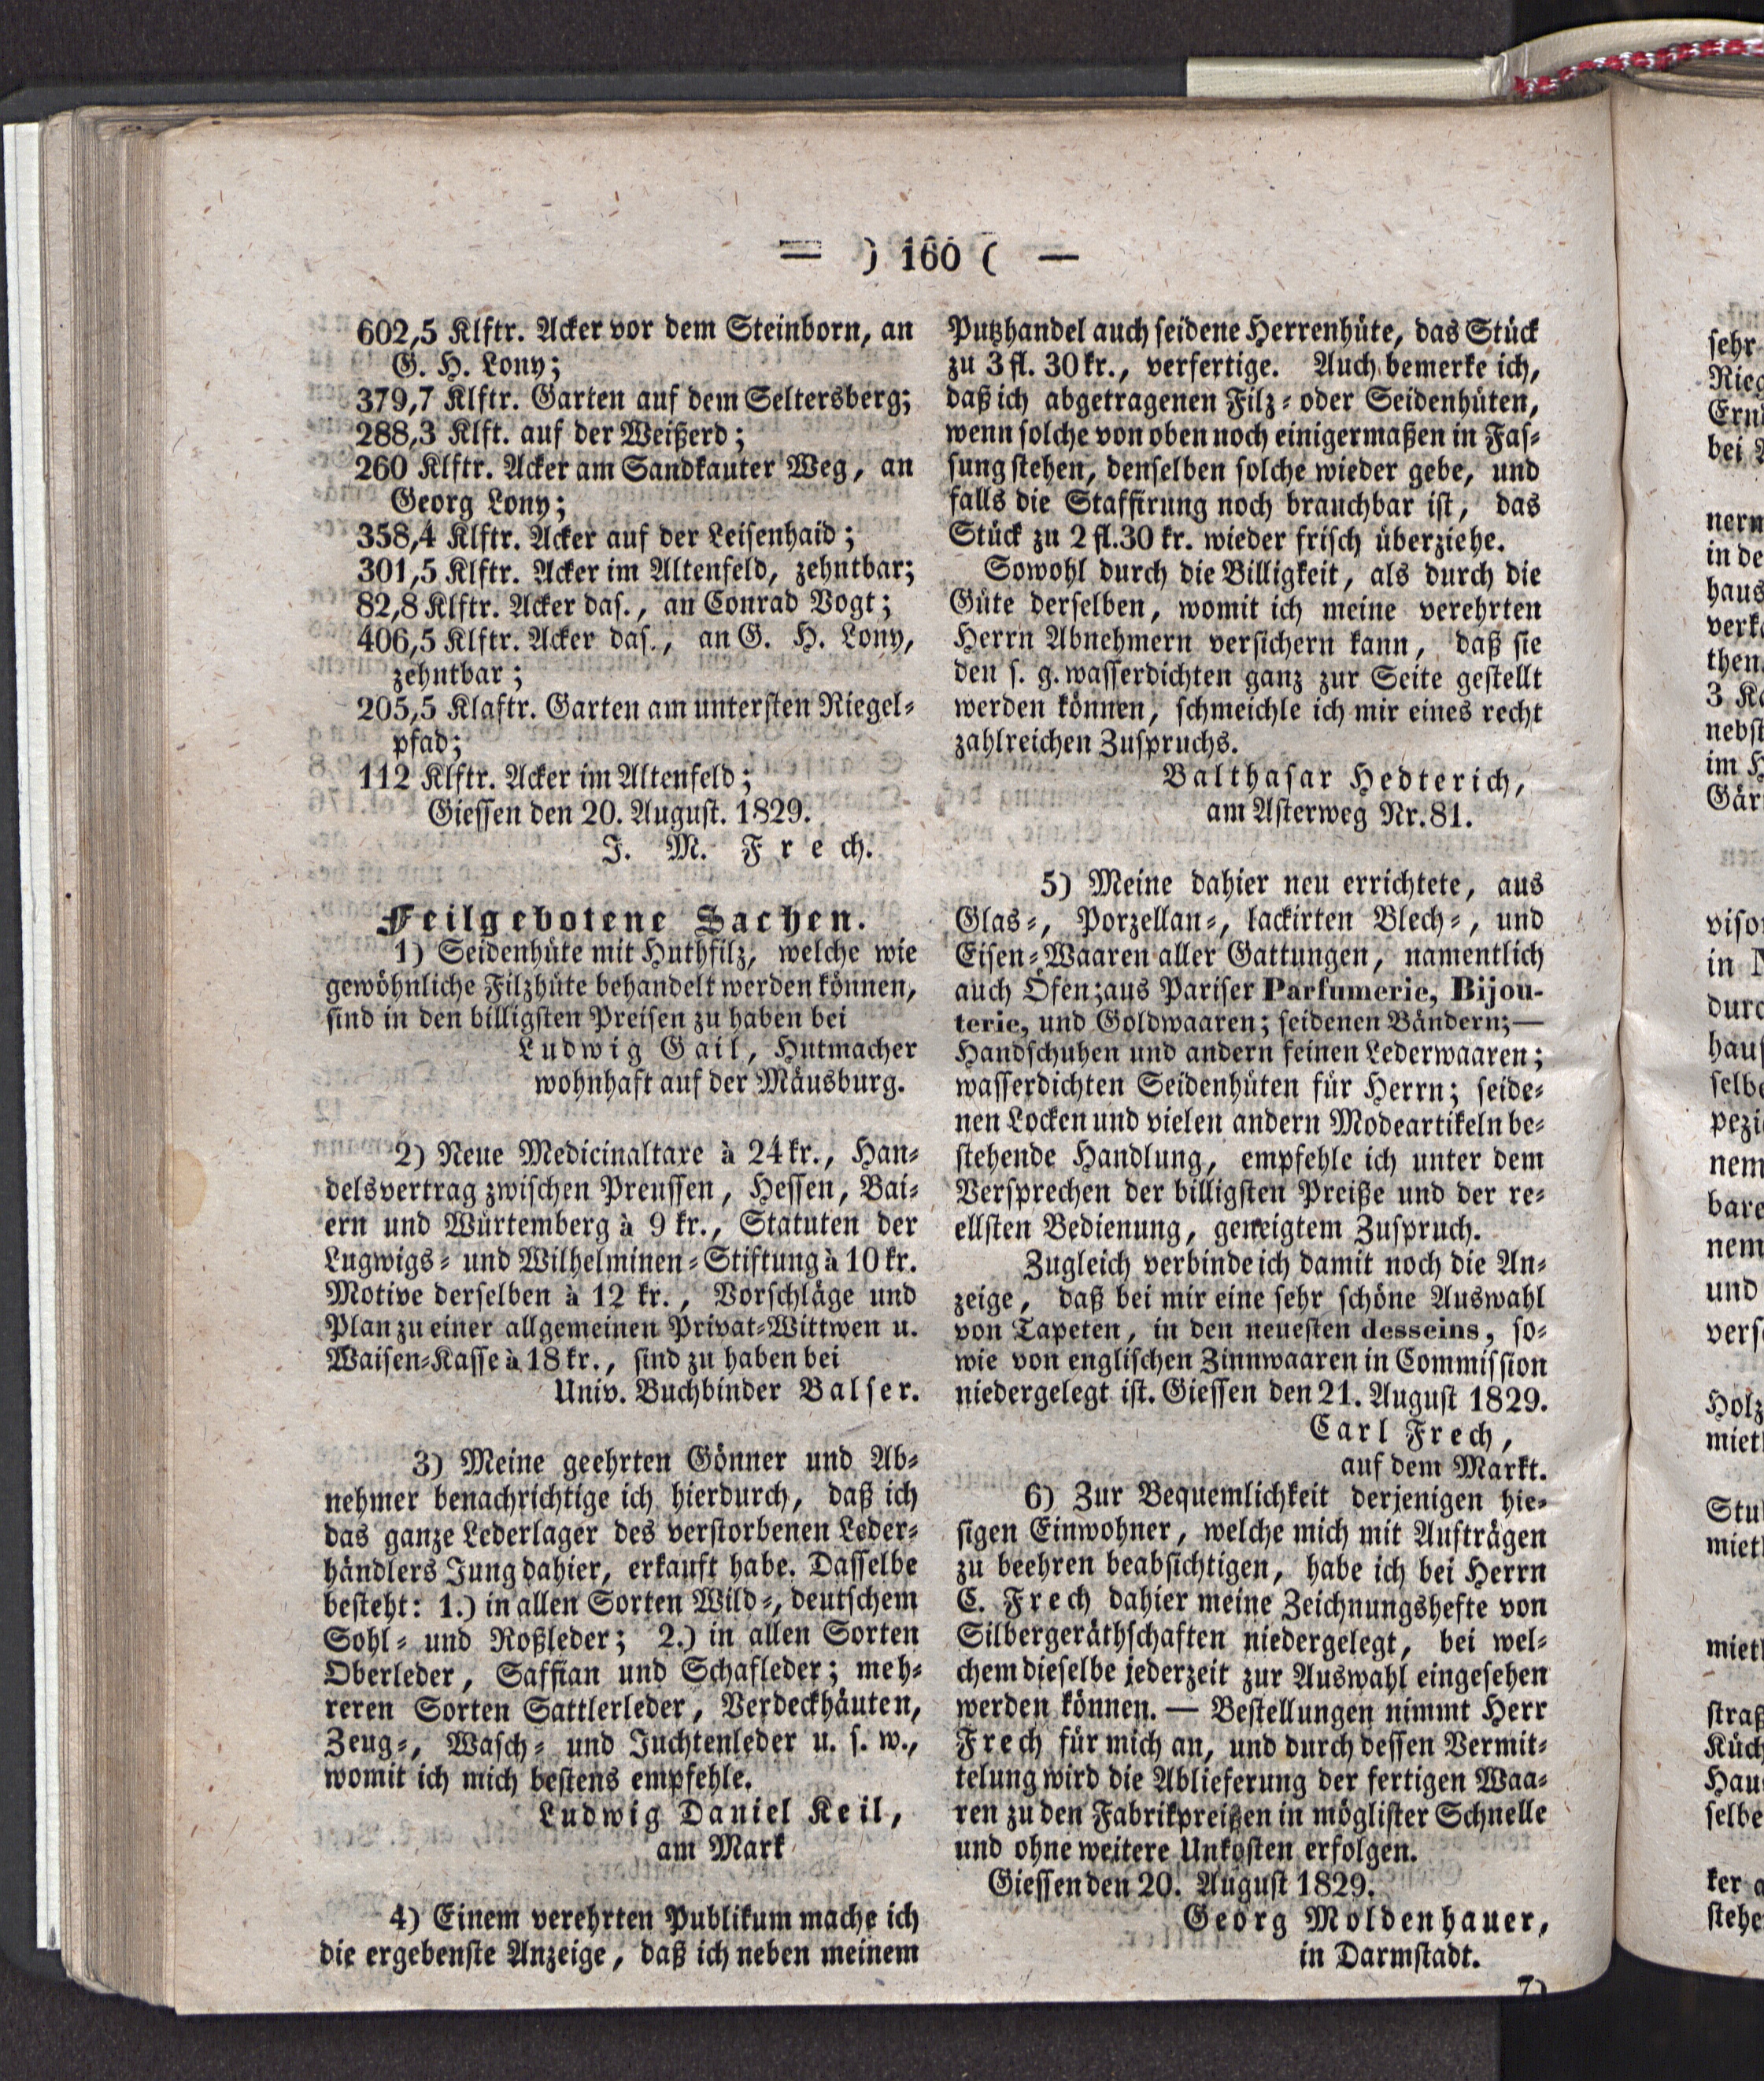 = ) 160 ( —
602,5 Klftr. Acker vor dem Steinborn, an
G. H. Lony;
379,7 Klftr. Garten auf dem Seltersberg;
288,3 Klft. auf der Weißerd;
260 Klftr. Acker am Sandkauter Weg, an
Georg Lony;
358,4 Klftr. Acker auf der Leisenhaid;
301,5 Klftr. Acker im Altenfeld, zehntbar;
82,8 Klftr. Acker das., an Conrad Vogt;
406,5 Klftr. Acker das., an G. H. Lony,
zehntbar;
205,5 Klaftr. Garten am untersten Riegel-
pfad;
112 Klftr. Acker im Altenfeld;
Giessen den 20. August. 1829.
J. M. Frech.
Feilgebotene Sachen.
1) Seidenhüte mit Huthfilz, welche wie
gewöhnliche Filzhüte behandelt werden können,
sind in den billigsten Preisen zu haben bei
Ludwig Gail, Hutmacher
wohnhaft auf der Mäusburg.
2) Neue Medicinaltaxe à 24 kr., Han-
delsvertrag zwischen Preussen, Hessen, Bai-
ern und Würtemberg à 9 kr., Statuten der
Lugwigs- und Wilhelminen-Stiftung à 10 kr.
Motive derselben à 12 kr., Vorschläge und
Plan zu einer allgemeinen Privat-Wittwen u.
Waisen-Kasse à 18 kr., sind zu haben bei
Univ. Buchbinder Balser.
3) Meine geehrten Gönner und Ab-
nehmer benachrichtige ich hierdurch, daß ich
das ganze Lederlager des verstorbenen Leder-
händlers Jung dahier, erkauft habe. Dasselbe
besteht: 1.) in allen Sorten Wild-, deutschem
Sohl- und Roßleder; 2.) in allen Sorten
Oberleder, Saffian und Schafleder; meh-
reren Sorten Sattlerleder, Verdeckhäuten,
Zeug-, Wasch- und Juchtenleder u. s. w.,
womit ich mich bestens empfehle.
Ludwig Daniel Keil,
am Mark
4) Einem verehrten Publikum mache ich
die ergebenste Anzeige, daß ich neben meinem
Putzhandel auch seidene Herrenhüte, das Stück
zu 3 fl. 30 kr., verfertige. Auch bemerke ich,
daß ich abgetragenen Filz- oder Seidenhüten,
wenn solche von oben noch einigermaßen in Fas-
sung stehen, denselben solche wieder gebe, und
falls die Staffirung noch brauchbar ist, das
Stück zu 2 fl. 30 kr. wieder frisch überziehe.
Sowohl durch die Billigkeit, als durch die
Güte derselben, womit ich meine verehrten
Herrn Abnehmern versichern kann, daß sie
den s. g. wasserdichten ganz zur Seite gestellt
werden können, schmeichle ich mir eines recht
zahlreichen Zuspruchs.
Balthasar Hedterich,
am Asterweg Nr. 81.
5) Meine dahier neu errichtete, aus
Glas-, Porzellan-, lackirten Blech-, und
Eisen-Waaren aller Gattungen, namentlich
auch Öfen; aus Pariser Parfumerie, Bijou-
terie, und Goldwaaren; seidenen Bändern; —
Handschuhen und andern feinen Lederwaaren;
wasserdichten Seidenhüten für Herrn; seide-
nen Locken und vielen andern Modeartikeln be-
stehende Handlung, empfehle ich unter dem
Versprechen der billigsten Preiße und der re-
ellsten Bedienung, geneigtem Zuspruch.
Zugleich verbinde ich damit noch die An-
zeige, daß bei mir eine sehr schöne Auswahl
von Tapeten, in den neuesten desseins, so-
wie von englischen Zinnwaaren in Commission
niedergelegt ist. Giessen den 21. August 1829.
Carl Frech,
auf dem Markt.
6) Zur Bequemlichkeit derjenigen hie-
sigen Einwohner, welche mich mit Aufträgen
zu beehren beabsichtigen, habe ich bei Herrn
C. Frech dahier meine Zeichnungshefte von
Silbergeräthschaften niedergelegt, bei wel-
chem dieselbe jederzeit zur Auswahl eingesehen
werden können. — Bestellungen nimmt Herr
Frech für mich an, und durch dessen Vermit-
telung wird die Ablieferung der fertigen Waa-
ren zu den Fabrikpreißen in möglister Schnelle
und ohne weitere Unkosten erfolgen.
Giessen den 20. August 1829.
Georg Moldenhauer,
in Darmstadt.
7)